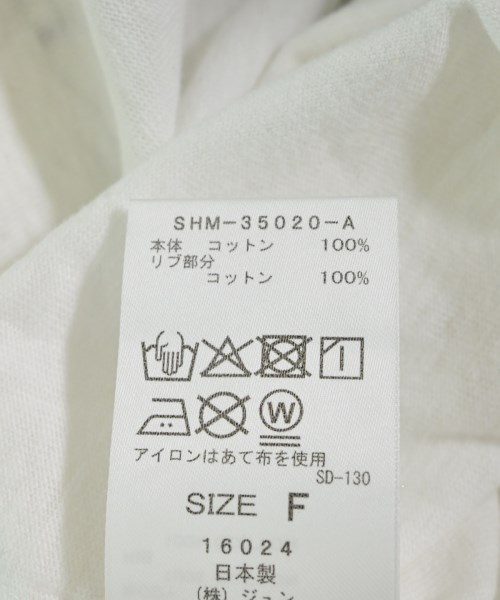 SHM-35020-A
本体 コットン 100%
リブ部分
コットン 100%
W
アイロンはあて布を使用
SD-130
SIZE F
16024
日本製
(株)ジュン